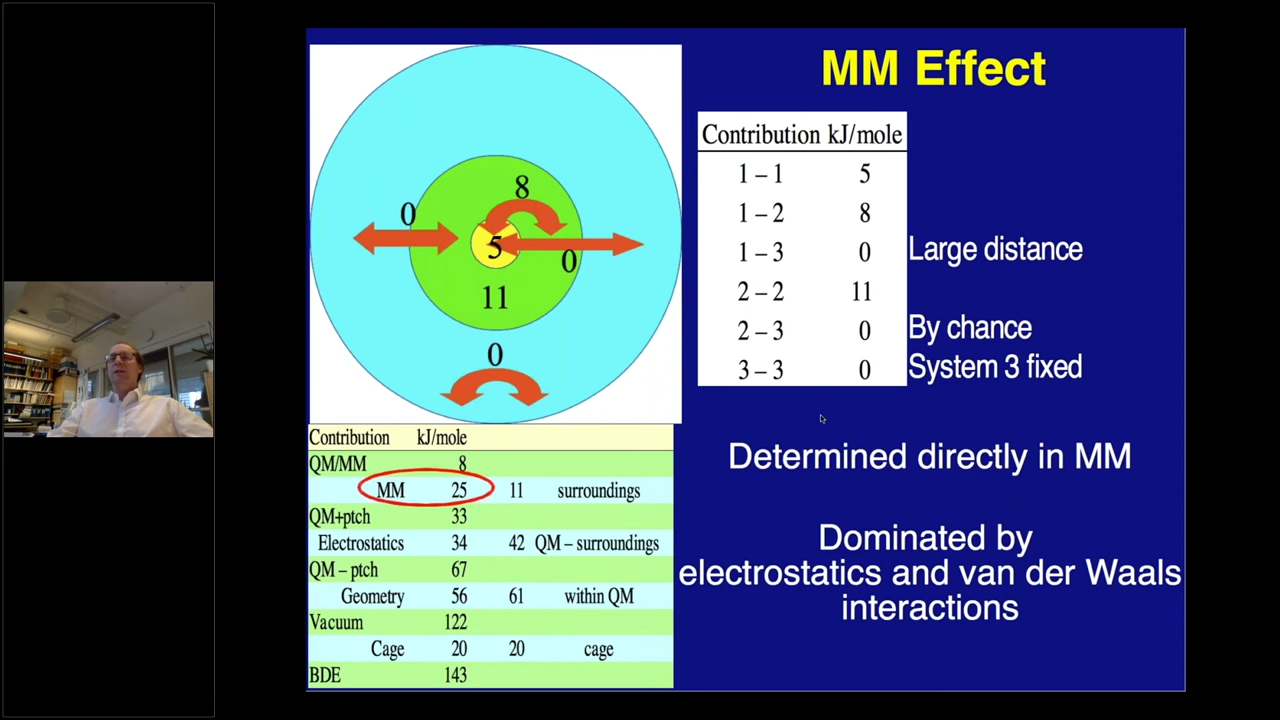 MM Effect
8
0
5
0
11
0
Contribution kJ/mole
1 – 1 5
1 – 2 8
1 – 3 0 Large distance
2 – 2 11
2 – 3 0 By chance
3 – 3 0 System 3 fixed
Contribution kJ/mole
QM/MM 8
MM 25 11 surroundings
QM+ptch 33
Electrostatics 34 42 QM – surroundings
QM – ptch 67
Geometry 56 61 within QM
Vacuum 122
Cage 20 20 cage
BDE 143
Determined directly in MM
Dominated by
electrostatics and van der Waals
interactions